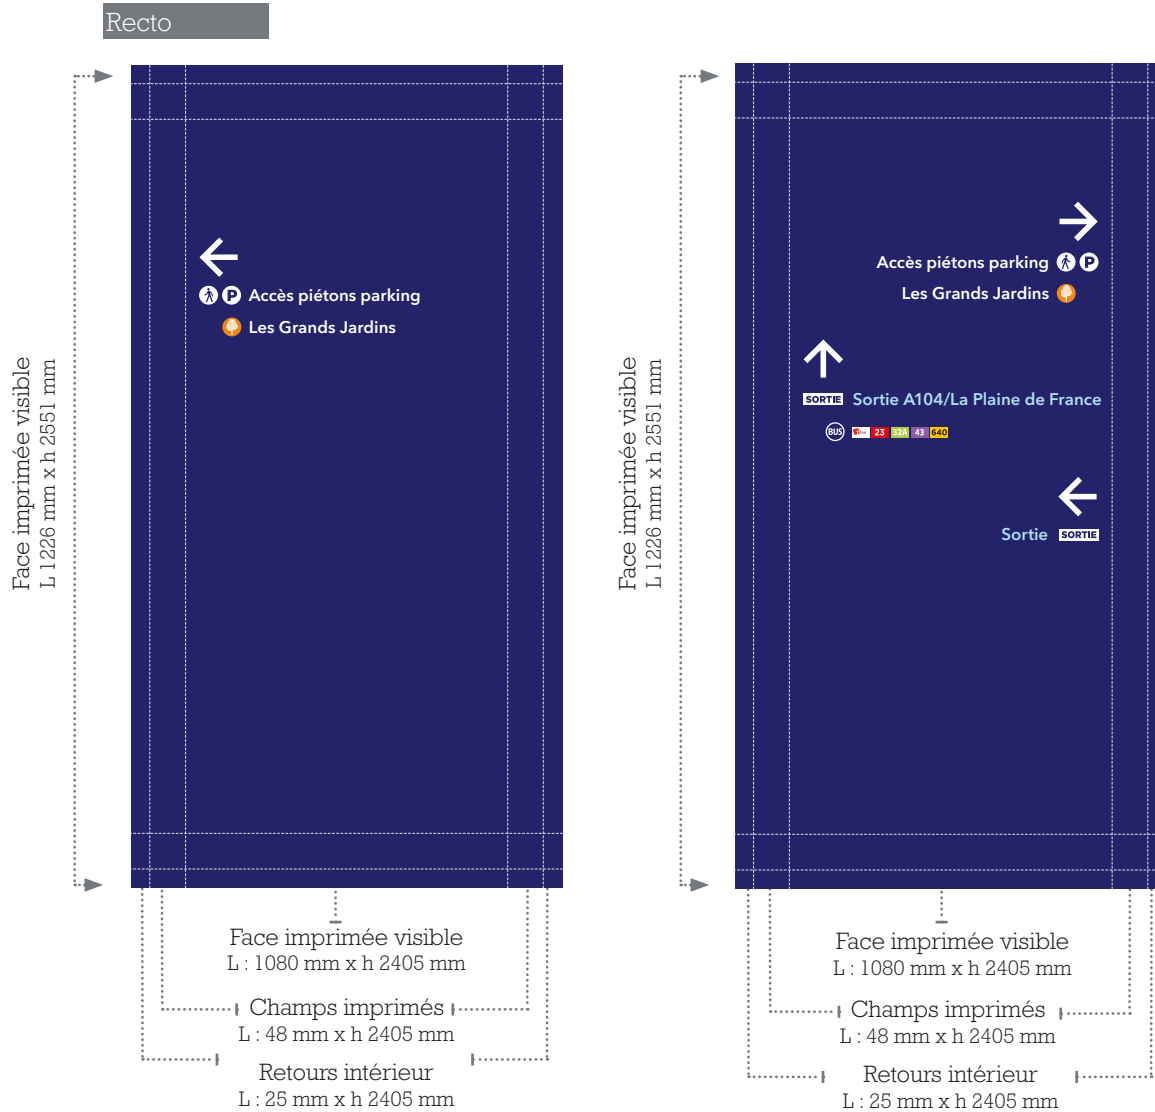 Recto
Face imprimée visible
L 1226 mm x h 2551 mm
P Accès piétons parking
Les Grands Jardins
Face imprimée visible
L : 1080 mm x h 2405 mm
Champs imprimés
L : 48 mm x h 2405 mm
Retours intérieur
L : 25 mm x h 2405 mm
Face imprimée visible
L 1226 mm x h 2551 mm
Accès piétons parking P
Les Grands Jardins
SORTIE Sortie A104/La Plaine de France
BUS 23 32A 43 640
Sortie SORTIE
Face imprimée visible
L : 1080 mm x h 2405 mm
Champs imprimés
L : 48 mm x h 2405 mm
Retours intérieur
L : 25 mm x h 2405 mm